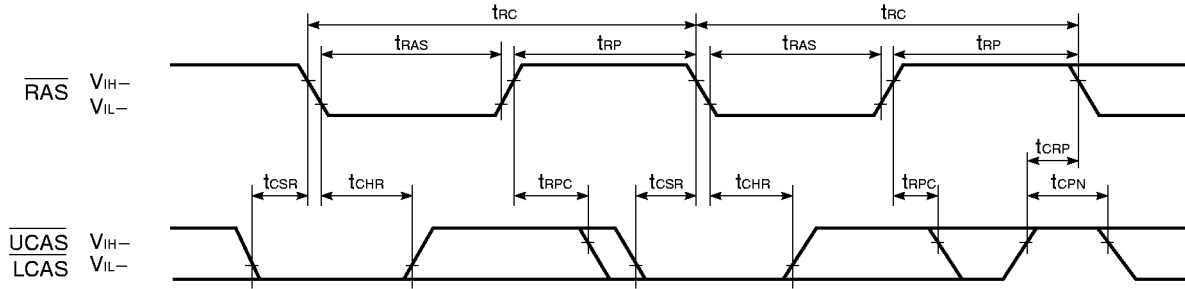 tRC tRC
tRAS tRP tRAS tRP
RAS VIH–
VIL–
tCRP
tCSR tCHR tRPC tCSR tCHR tRPC tCPN
UCAS VIH–
LCAS VIL–